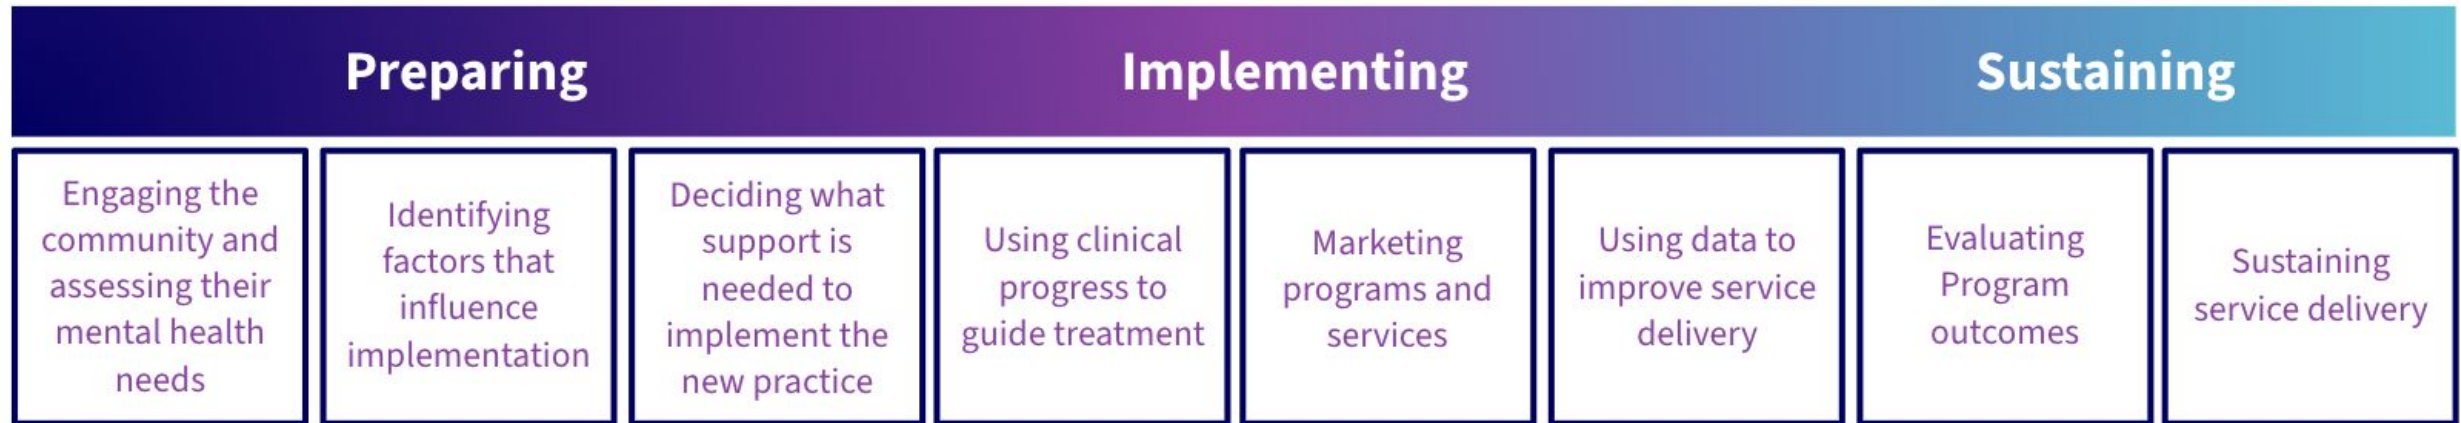 Preparing
Implementing
Sustaining
Engaging the
community and
assessing their
mental health
needs
Identifying
factors that
influence
implementation
Deciding what
support is
needed to
implement the
new practice
Using clinical
progress to
guide treatment
Marketing
programs and
services
Using data to
improve service
delivery
Evaluating
Program
outcomes
Sustaining
service delivery